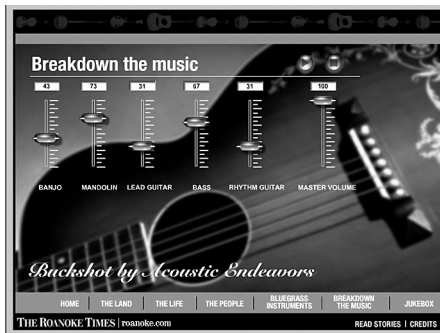 Breakdown the music
43 73 31 67 31 100
BANJO MANDOLIN LEAD GUITAR BASS RHYTHM GUITAR MASTER VOLUME
Buckshot by Acoustic Endeavors
HOME THE LAND THE LIFE THE PEOPLE BLUEGRASS INSTRUMENTS BREAKDOWN THE MUSIC JUKEBOX
THE ROANOKE TIMES | roanoke.com READ STORIES | CREDITS